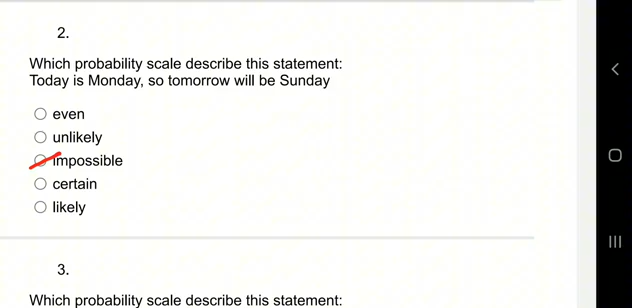 2.
Which probability scale describe this statement:
Today is Monday, so tomorrow will be Sunday
even
unlikely
impossible
certain
likely
3.
Which probability scale describe this statement: